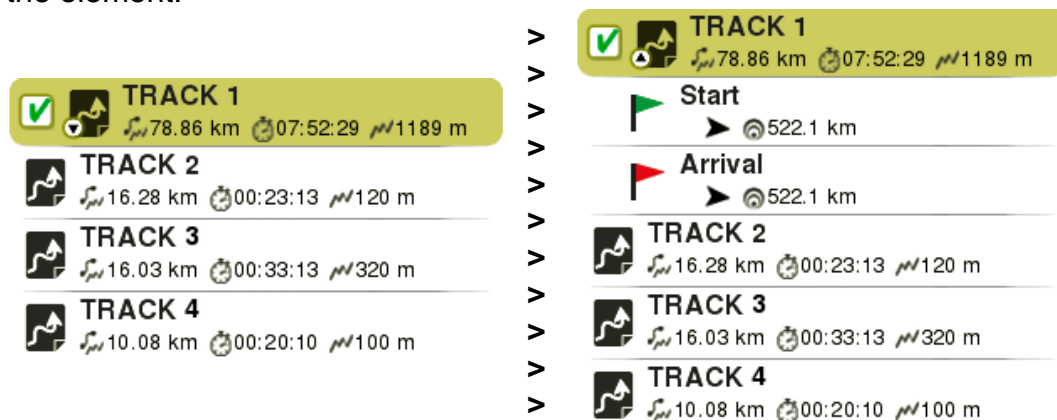 the element.
TRACK 1
78.86 km 07:52:29 1189 m
TRACK 2
16.28 km 00:23:13 120 m
TRACK 3
16.03 km 00:33:13 320 m
TRACK 4
10.08 km 00:20:10 100 m
>
>
>
>
>
>
>
>
>
>
>
TRACK 1
78.86 km 07:52:29 1189 m
Start
522.1 km
Arrival
522.1 km
TRACK 2
16.28 km 00:23:13 120 m
TRACK 3
16.03 km 00:33:13 320 m
TRACK 4
10.08 km 00:20:10 100 m